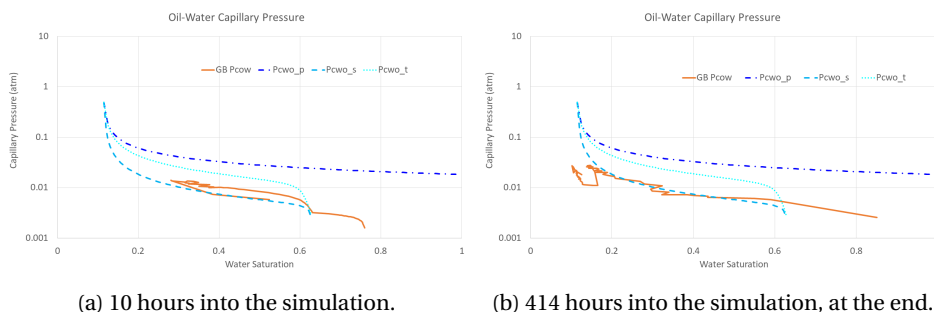 Oil-Water Capillary Pressure
10
1
0.1
0.01
0.001
Capillary Pressure (atm)
GB Pcow Pcwo_p Pcwo_s Pcwo_t
0 0.2 0.4 0.6 0.8 1
Water Saturation
(a) 10 hours into the simulation.
Oil-Water Capillary Pressure
10
1
0.1
0.01
0.001
Capillary Pressure (atm)
GB Pcow Pcwo_p Pcwo_s Pcwo_t
0 0.2 0.4 0.6 0.8
Water Saturation
(b) 414 hours into the simulation, at the end.